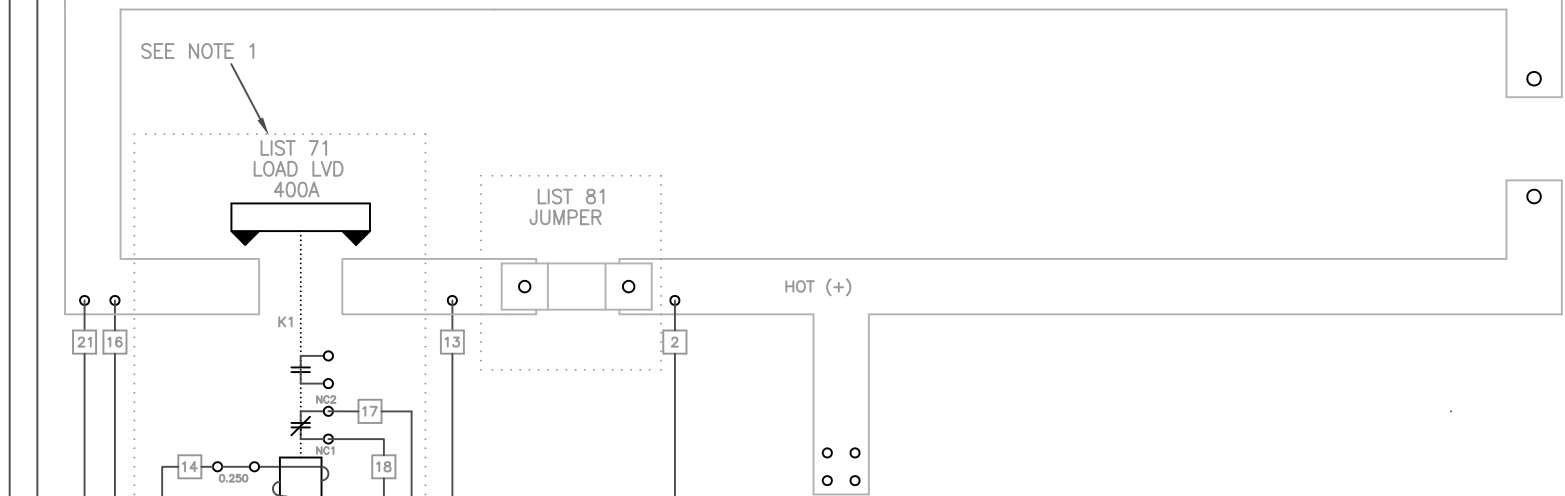 SEE NOTE 1
LIST 71
LOAD LVD
400A
LIST 81
JUMPER
HOT (+)
K1
21
16
13
2
NC2
17
NC1
14
0.250
18